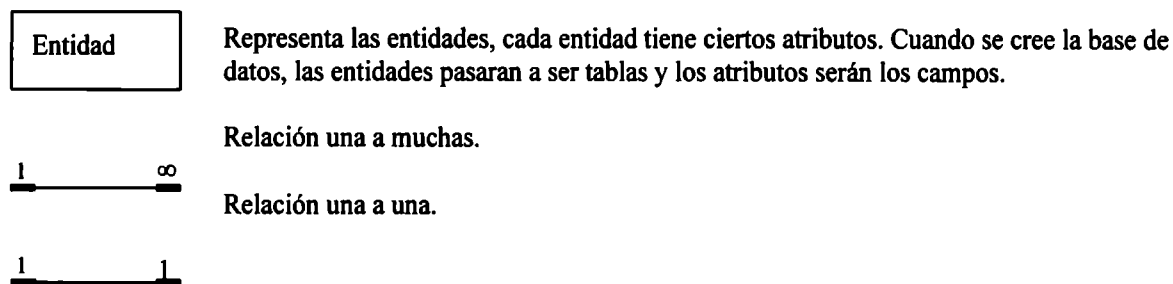 Entidad
Representa las entidades, cada entidad tiene ciertos atributos. Cuando se cree la base de
datos, las entidades pasaran a ser tablas y los atributos serán los campos.
Relación una a muchas.
1 ∞
Relación una a una.
1 1